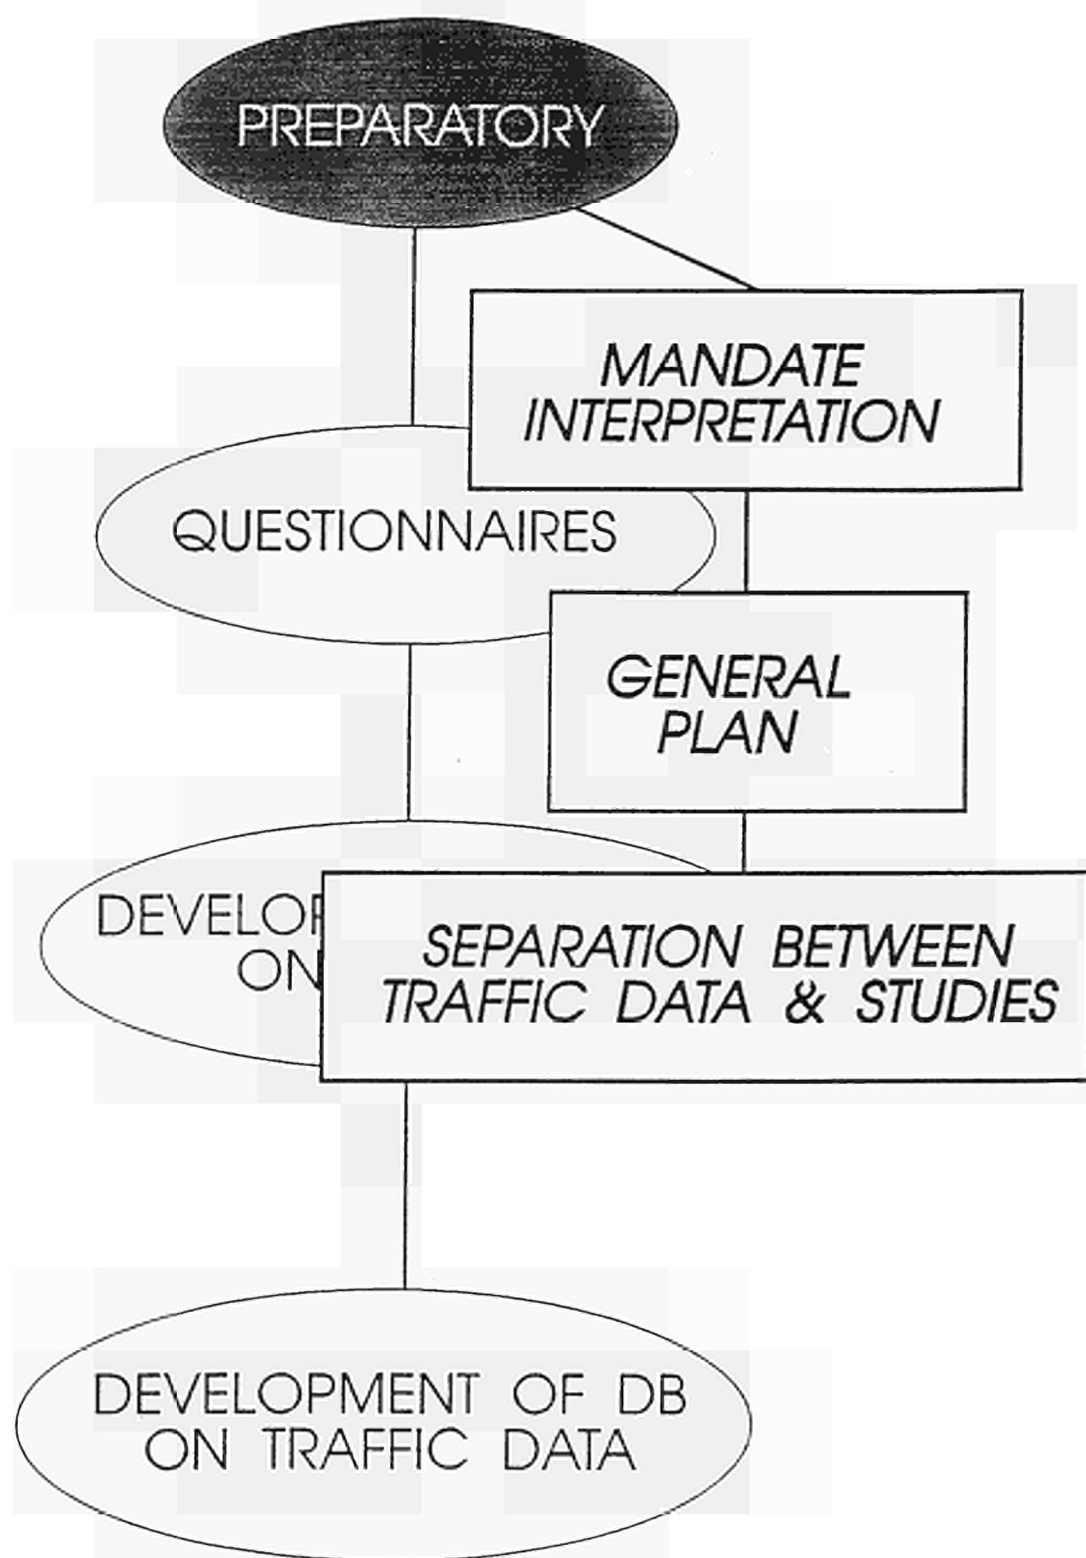 PREPARATORY
MANDATE
INTERPRETATION
QUESTIONNAIRES
GENERAL
PLAN
DEVELOP
ON
SEPARATION BETWEEN
TRAFFIC DATA & STUDIES
DEVELOPMENT OF DB
ON TRAFFIC DATA